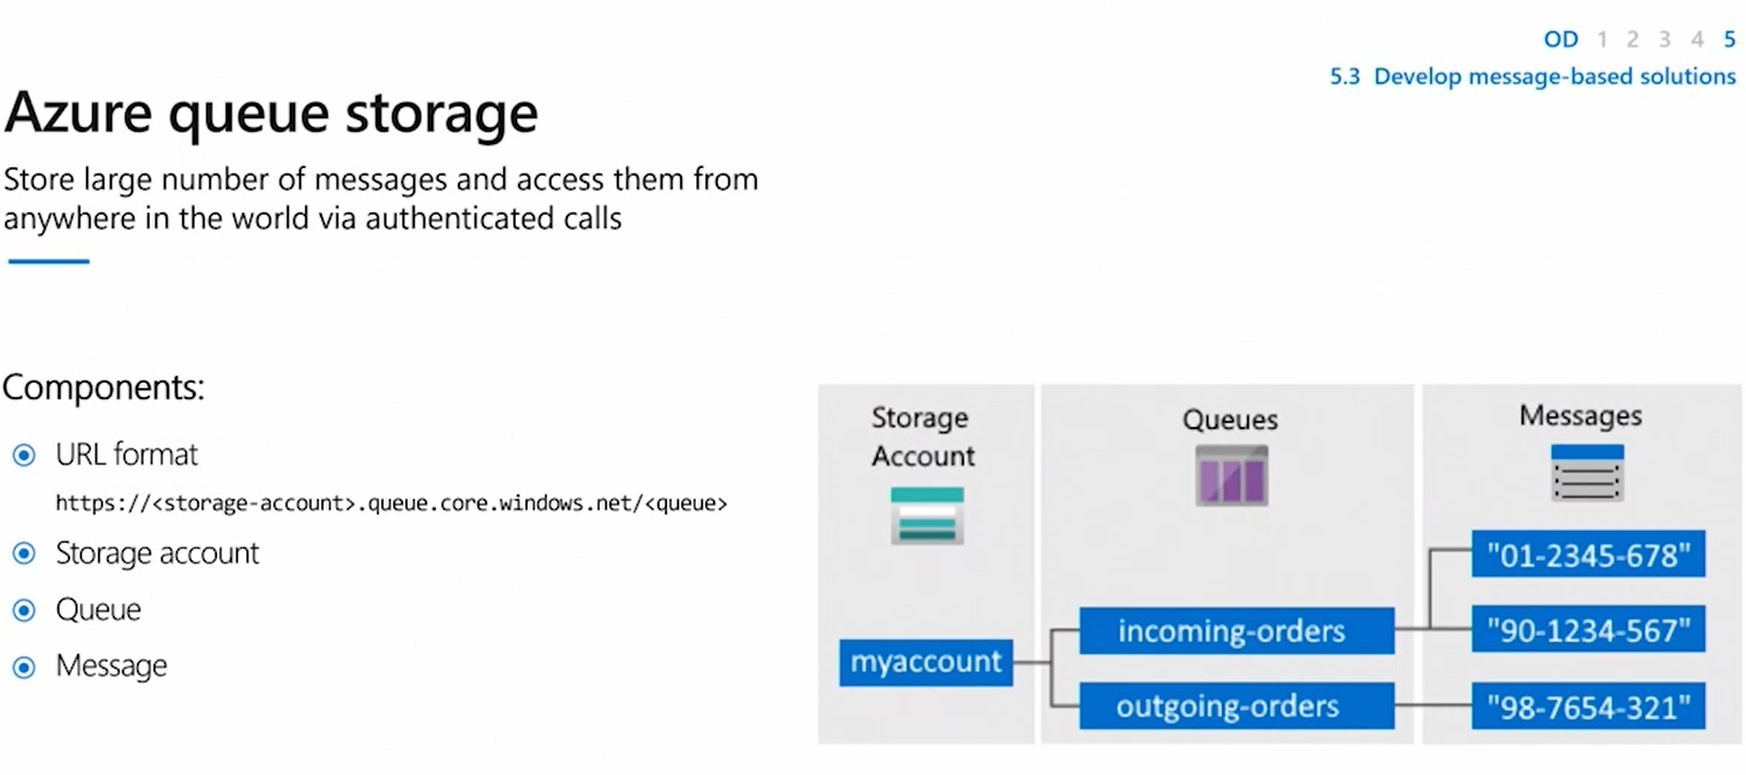 OD 1 2 3 4 5
5.3 Develop message-based solutions
Azure queue storage
Store large number of messages and access them from
anywhere in the world via authenticated calls
Components:
URL format
https://<storage-account>.queue.core.windows.net/<queue>
Storage account
Queue
Message
Storage
Account
myaccount
Queues
incoming-orders
outgoing-orders
Messages
"01-2345-678"
"90-1234-567"
"98-7654-321"